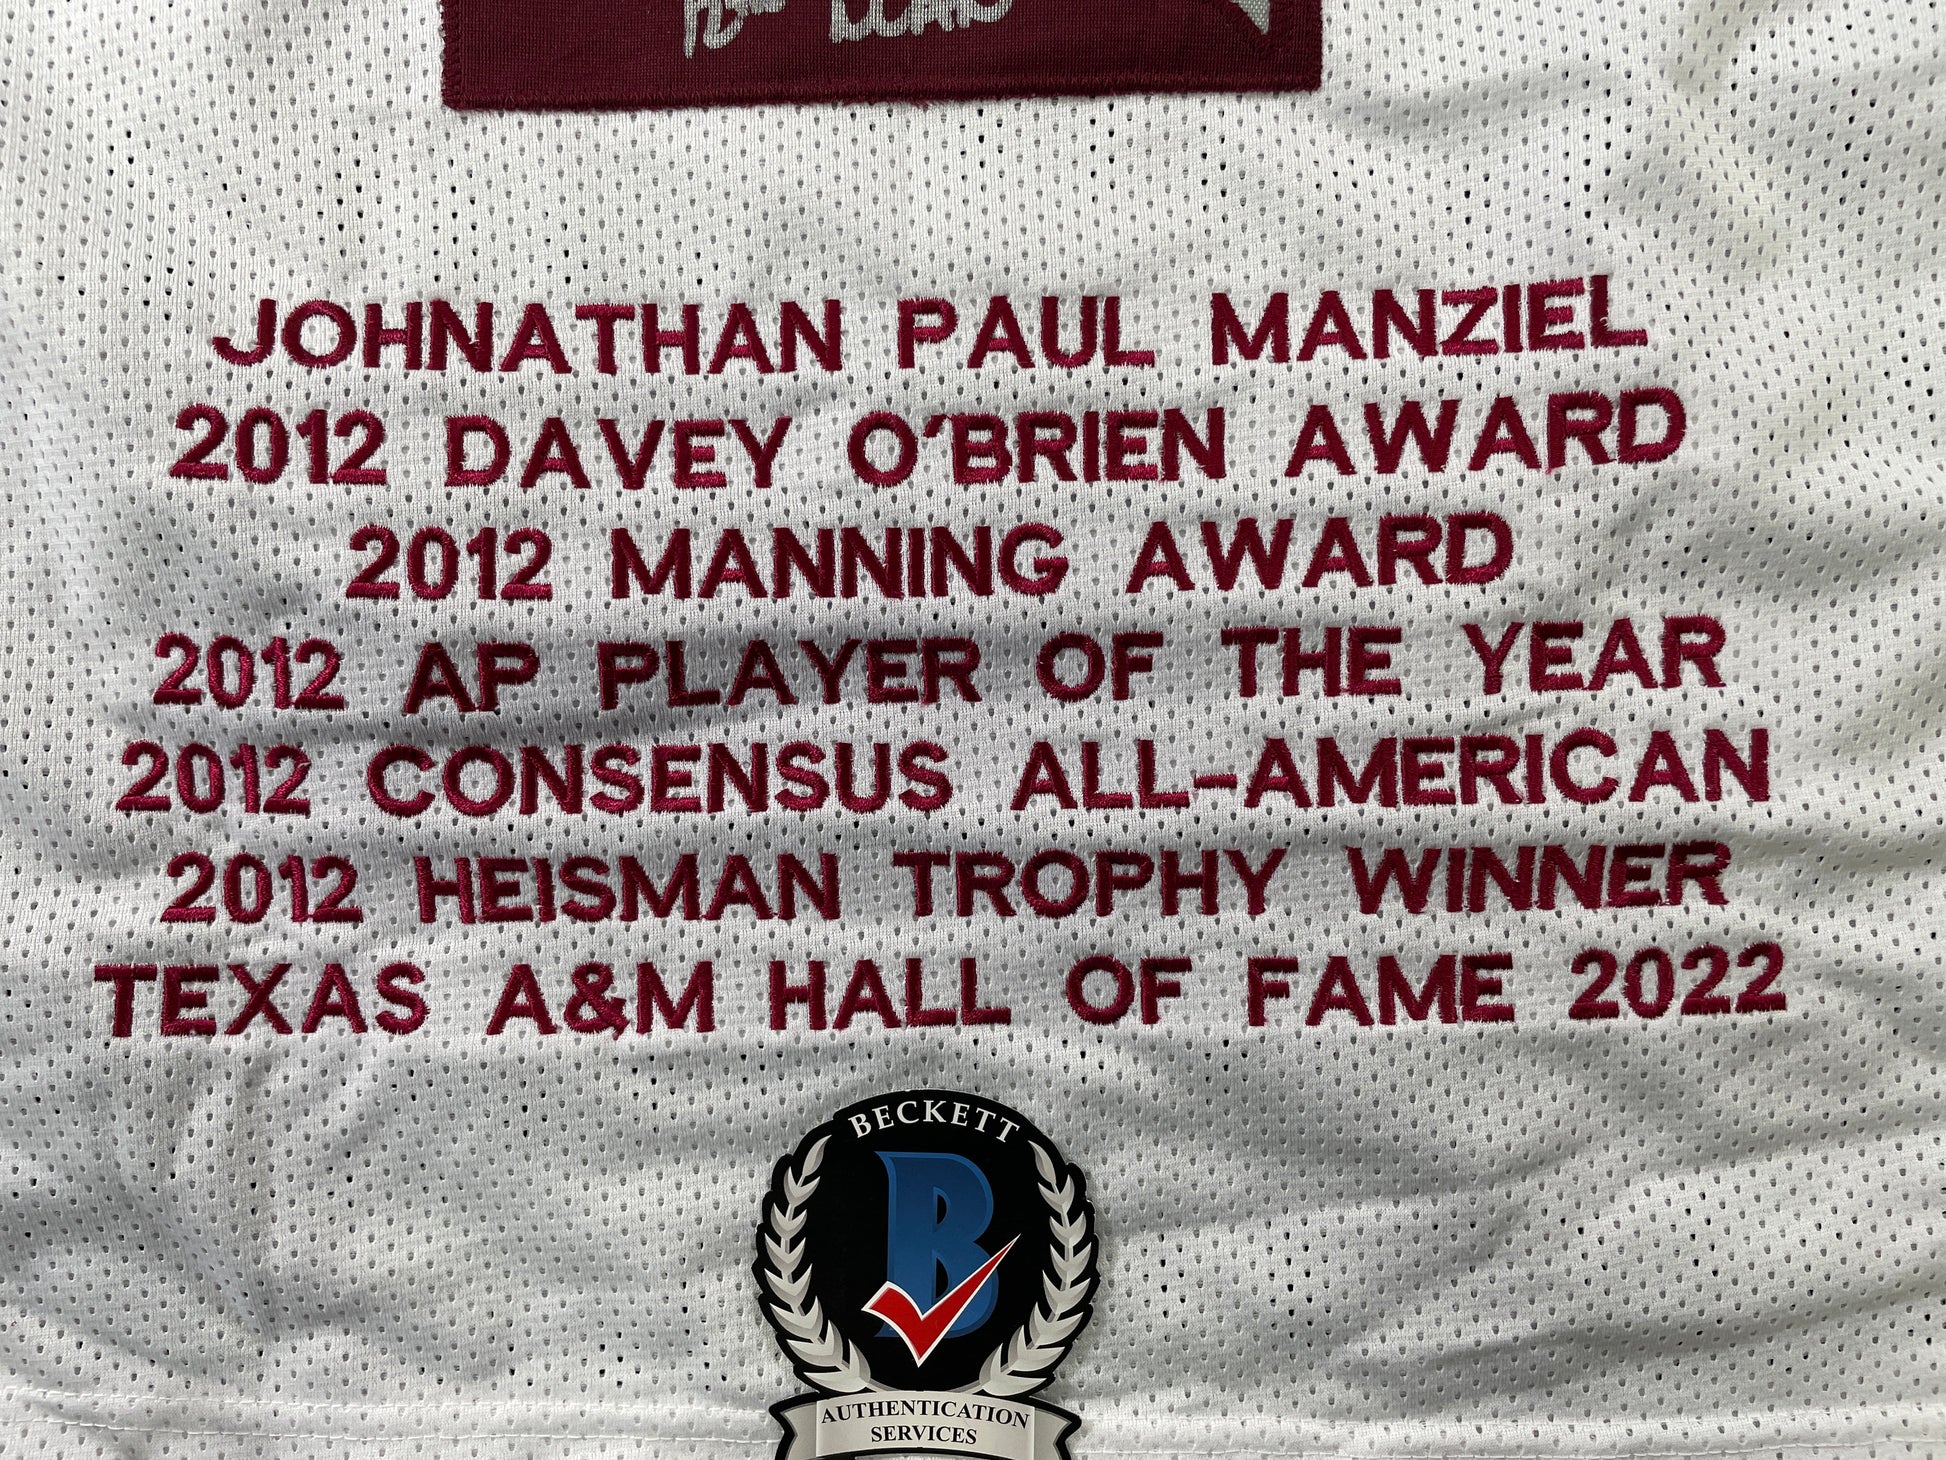 JOHNATHAN PAUL MANZIEL
2012 DAVEY O'BRIEN AWARD
2012 MANNING AWARD
2012 AP PLAYER OF THE YEAR
2012 CONSENSUS ALL-AMERICAN
2012 HEISMAN TROPHY WINNER
TEXAS A&M HALL OF FAME 2022
BECKETT
B
AUTHENTICATION
SERVICES